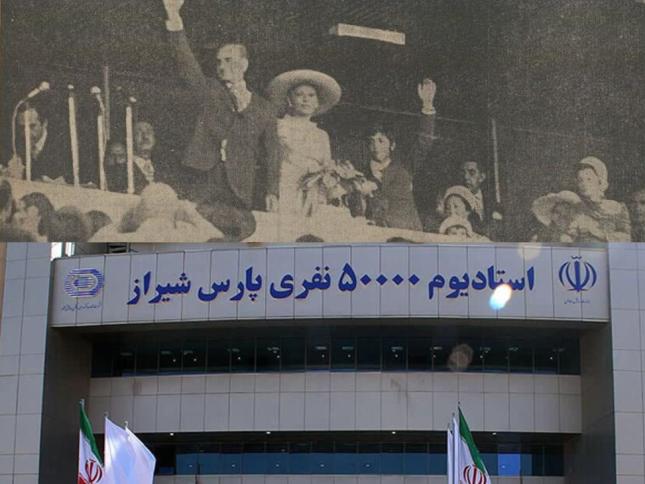 استادیوم ۵۰۰۰۰ نفری پارس شیراز